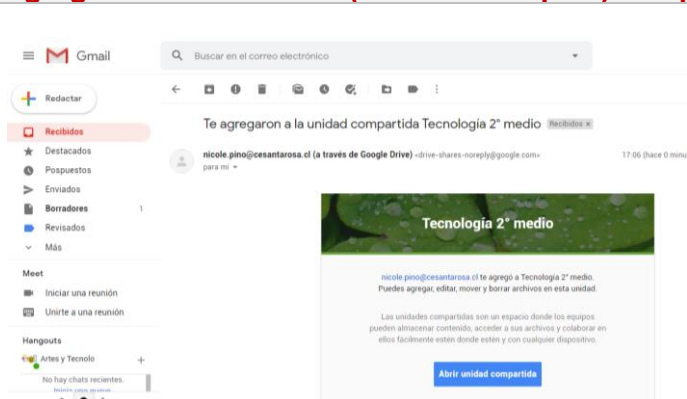 Gmail
Buscar en el correo electrónico
Redactar
Recibidos
Destacados
Pospuestos
Enviados
Borradores 1
Revisados
Más
Meet
Iniciar una reunión
Unirte a una reunión
Hangouts
Artes y Tecnolo
No hay chats recientes.
Te agregaron a la unidad compartida Tecnología 2° medio Recibidos x
nicole.pino@cesantarosa.cl (a través de Google Drive) <drive-shares-noreply@google.com> 17:06 (hace 0 minu
para mí
Tecnología 2° medio
nicole.pino@cesantarosa.cl te agregó a Tecnología 2° medio.
Puedes agregar, editar, mover y borrar archivos en esta unidad.
Las unidades compartidas son un espacio donde los equipos
pueden almacenar contenido, acceder a sus archivos y colaborar en
ellos fácilmente estén donde estén y con cualquier dispositivo.
Abrir unidad compartida